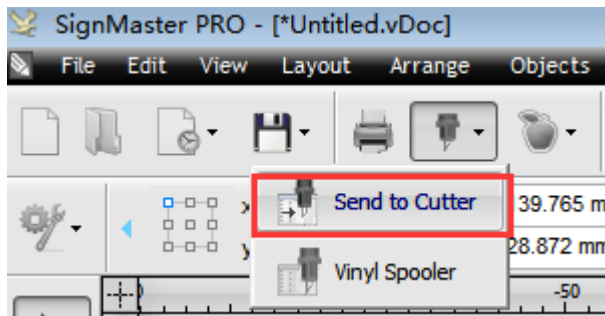 SignMaster PRO - [*Untitled.vDoc]
File Edit View Layout Arrange Objects
Send to Cutter
39.765 m
Vinyl Spooler
28.872 mm
-50